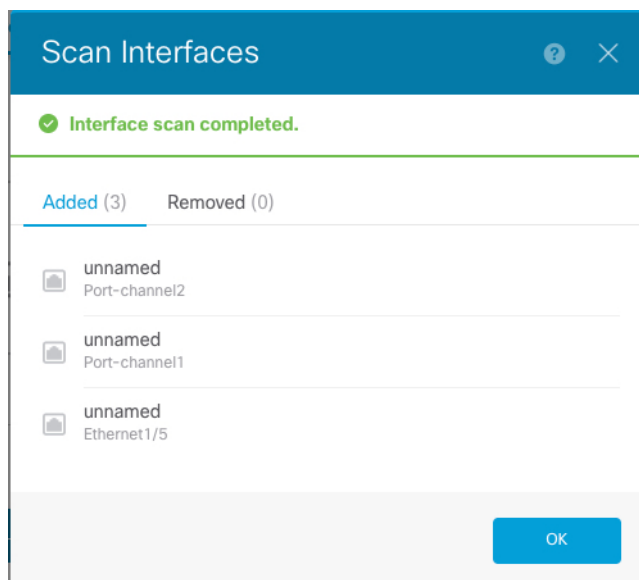 Scan Interfaces
Interface scan completed.
Added (3) Removed (0)
unnamed
Port-channel2
unnamed
Port-channel1
unnamed
Ethernet1/5
OK